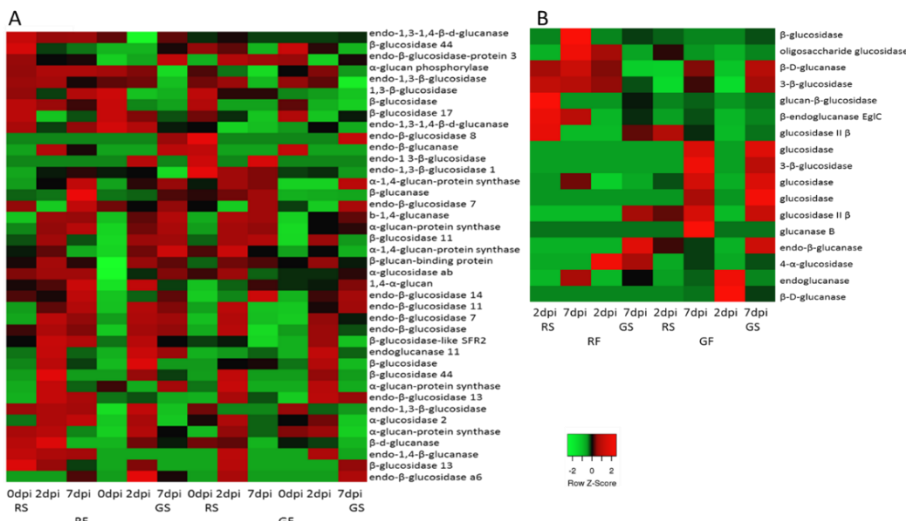 A
endo-1,3-1,4-β-d-glucanase
β-glucosidase 44
endo-β-glucosidase-protein 3
α-glucan phosphorylase
endo-1,3-β-glucosidase
1,3-β-glucosidase
β-glucosidase
β-glucosidase 17
endo-1,3-1,4-β-d-glucanase
endo-β-glucosidase 8
endo-β-glucanase
endo-1 3-β-glucosidase
endo-1,3-β-glucosidase 1
α-1,4-glucan-protein synthase
β-glucanase
endo-β-glucosidase 7
b-1,4-glucanase
α-glucan-protein synthase
β-glucosidase 11
α-1,4-glucan-protein synthase
β-glucan-binding protein
α-glucosidase ab
1,4-α-glucan
endo-β-glucosidase 14
endo-β-glucosidase 11
endo-β-glucosidase 7
endo-β-glucosidase
β-glucosidase-like SFR2
endoglucanase 11
β-glucosidase
β-glucosidase 44
α-glucan-protein synthase
endo-β-glucosidase 13
endo-1,3-β-glucosidase
α-glucosidase 2
α-glucan-protein synthase
β-d-glucanase
endo-1,4-β-glucanase
β-glucosidase 13
endo-β-glucosidase a6
0dpi 2dpi 7dpi 0dpi 2dpi 7dpi 0dpi 2dpi 7dpi 0dpi 2dpi 7dpi
RS GS GS
RF GF
B
β-glucosidase
oligosaccharide glucosidase
β-D-glucanase
3-β-glucosidase
glucan-β-glucosidase
β-endoglucanase EglC
glucosidase II β
glucosidase
3-β-glucosidase
glucosidase
glucosidase
glucosidase II β
glucanase B
endo-β-glucanase
4-α-glucosidase
endoglucanase
β-D-glucanase
2dpi 7dpi 2dpi 7dpi 2dpi 7dpi 2dpi 7dpi
RS GS RS GS
RF GF
-2 0 2
Row Z-Score